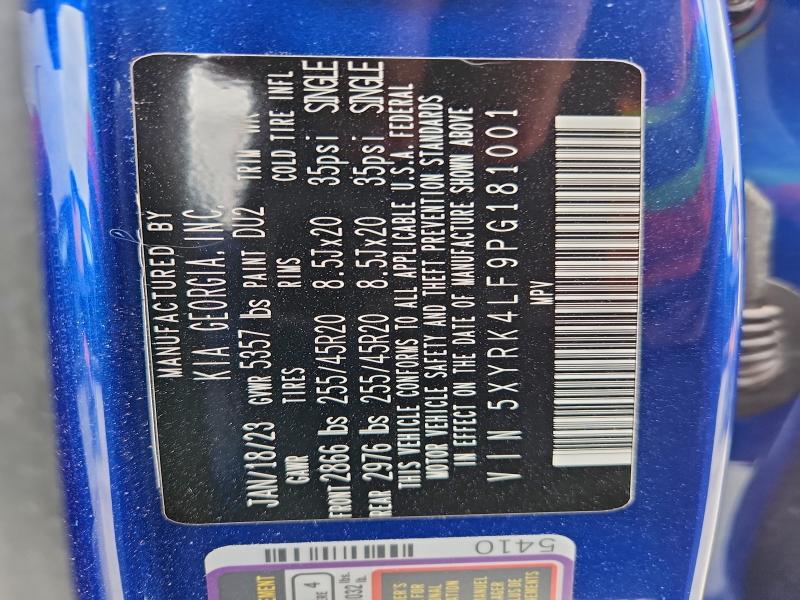 MANUFACTURED BY
KIA GEORGIA, INC.
JAN/18/23 GVWR 5357 lbs PAINT DU2 TRIM
GAWR TIRES RIMS COLD TIRE INFL
FRONT 2866 lbs 255/45R20 8.5Jx20 35psi SINGLE
REAR 2976 lbs 255/45R20 8.5Jx20 35psi SINGLE
THIS VEHICLE CONFORMS TO ALL APPLICABLE U.S.A. FEDERAL
MOTOR VEHICLE SAFETY AND THEFT PREVENTION STANDARDS
IN EFFECT ON THE DATE OF MANUFACTURE SHOWN ABOVE
VIN 5XYRK4LF9PG181001
MPV
5410